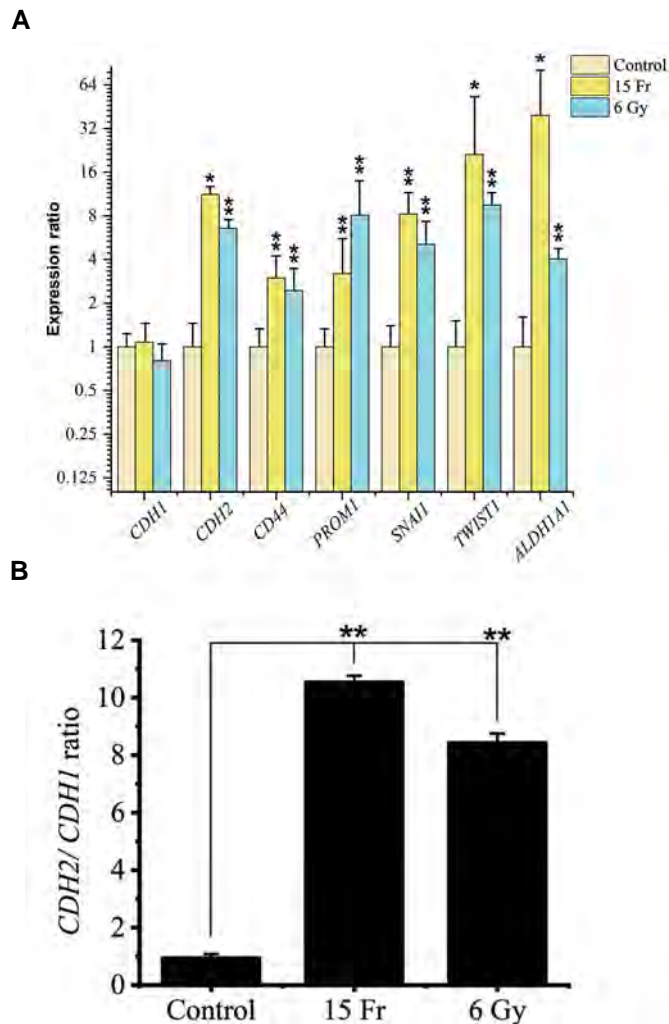 A
Control
15 Fr
6 Gy
Expression ratio
64
32
16
8
4
2
1
0.5
0.25
0.125
* ** ** ** ** ** ** ** * ** * **
CDH1
CDH2
CD44
PROM1
SNAI1
TWIST1
ALDH1A1
B
CDH2/ CDH1 ratio
12
10
8
6
4
2
0
** **
Control 15 Fr 6 Gy